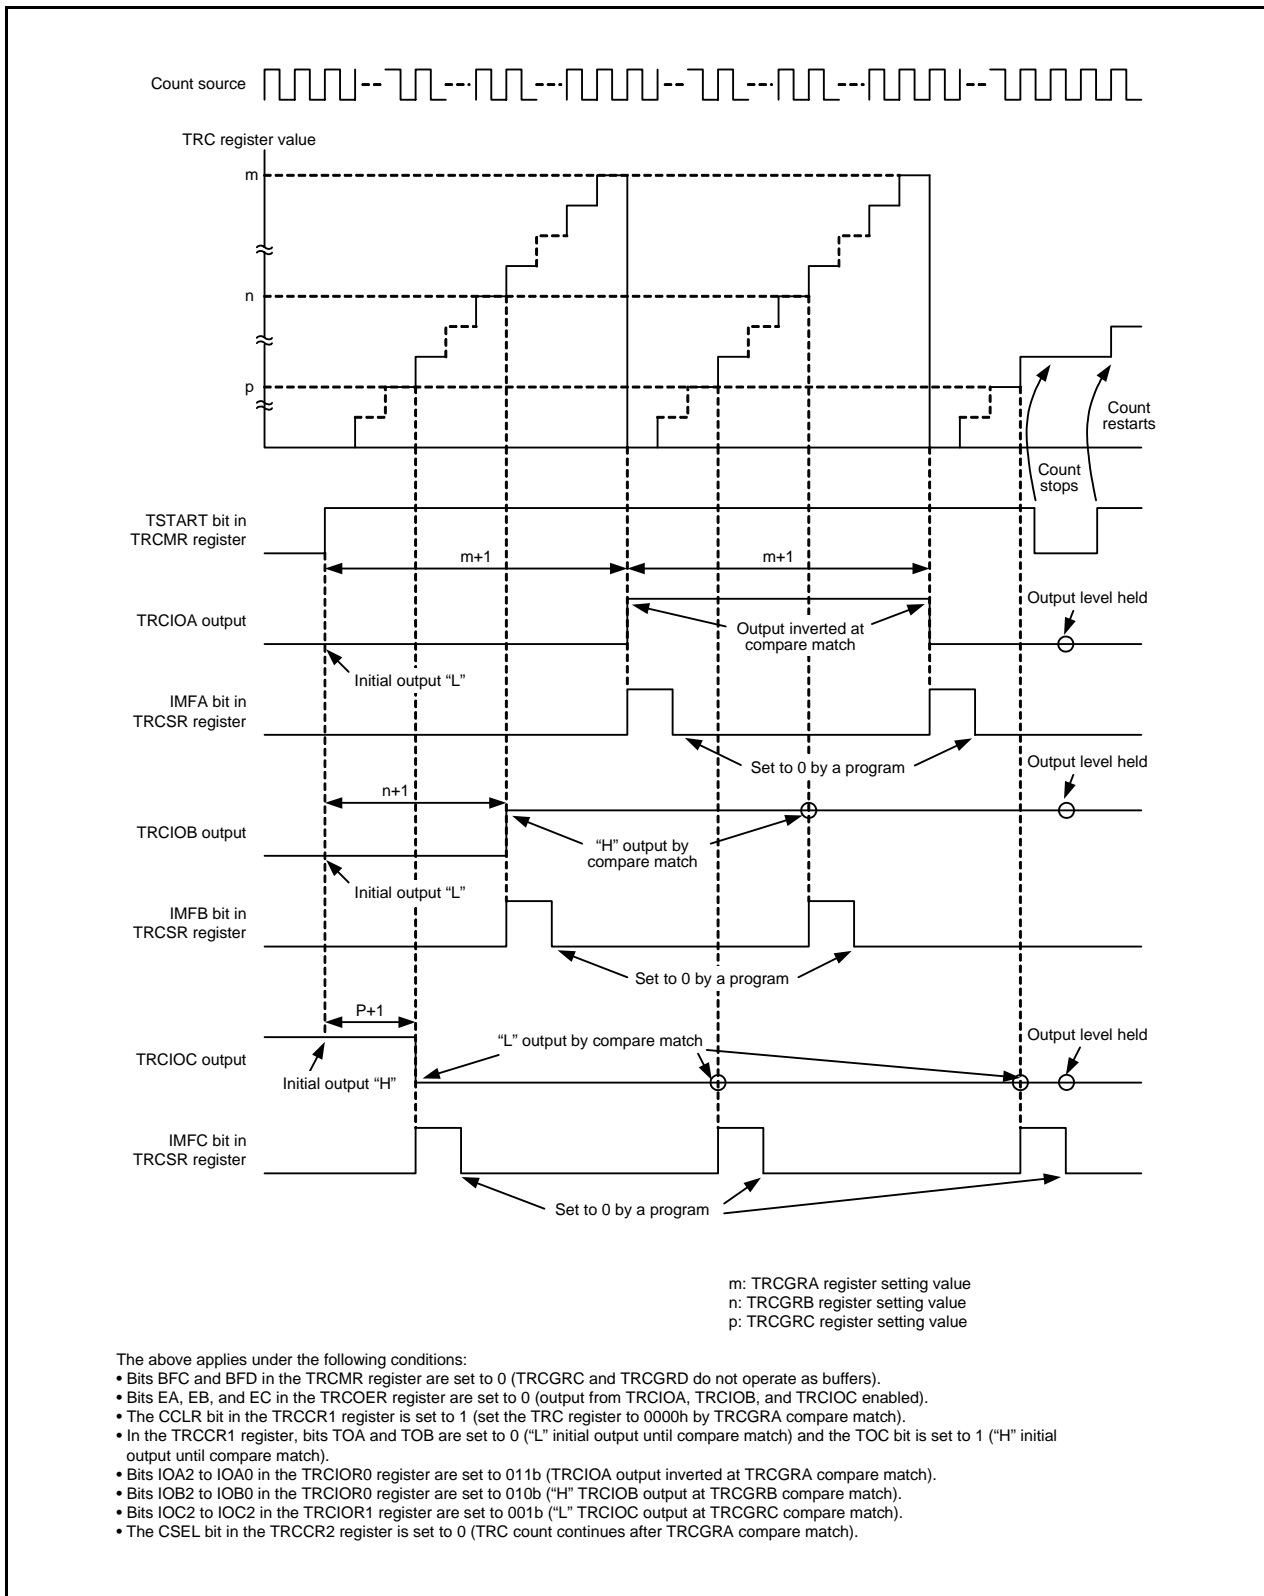 Count source
TRC register value
m
n
p
Count
restarts
Count
stops
TSTART bit in
TRCMR register
m+1
m+1
Output level held
TRCIOA output
Output inverted at
compare match
Initial output “L”
IMFA bit in
TRCSR register
Set to 0 by a program
Output level held
n+1
TRCIOB output
“H” output by
compare match
Initial output “L”
IMFB bit in
TRCSR register
Set to 0 by a program
P+1
“L” output by compare match
Output level held
TRCIOC output
Initial output “H”
IMFC bit in
TRCSR register
Set to 0 by a program
m: TRCGRA register setting value
n: TRCGRB register setting value
p: TRCGRC register setting value
The above applies under the following conditions:
• Bits BFC and BFD in the TRCMR register are set to 0 (TRCGRC and TRCGRD do not operate as buffers).
• Bits EA, EB, and EC in the TRCOER register are set to 0 (output from TRCIOA, TRCIOB, and TRCIOC enabled).
• The CCLR bit in the TRCCR1 register is set to 1 (set the TRC register to 0000h by TRCGRA compare match).
• In the TRCCR1 register, bits TOA and TOB are set to 0 (“L” initial output until compare match) and the TOC bit is set to 1 (“H” initial
output until compare match).
• Bits IOA2 to IOA0 in the TRCIOR0 register are set to 011b (TRCIOA output inverted at TRCGRA compare match).
• Bits IOB2 to IOB0 in the TRCIOR0 register are set to 010b (“H” TRCIOB output at TRCGRB compare match).
• Bits IOC2 to IOC2 in the TRCIOR1 register are set to 001b (“L” TRCIOC output at TRCGRC compare match).
• The CSEL bit in the TRCCR2 register is set to 0 (TRC count continues after TRCGRA compare match).